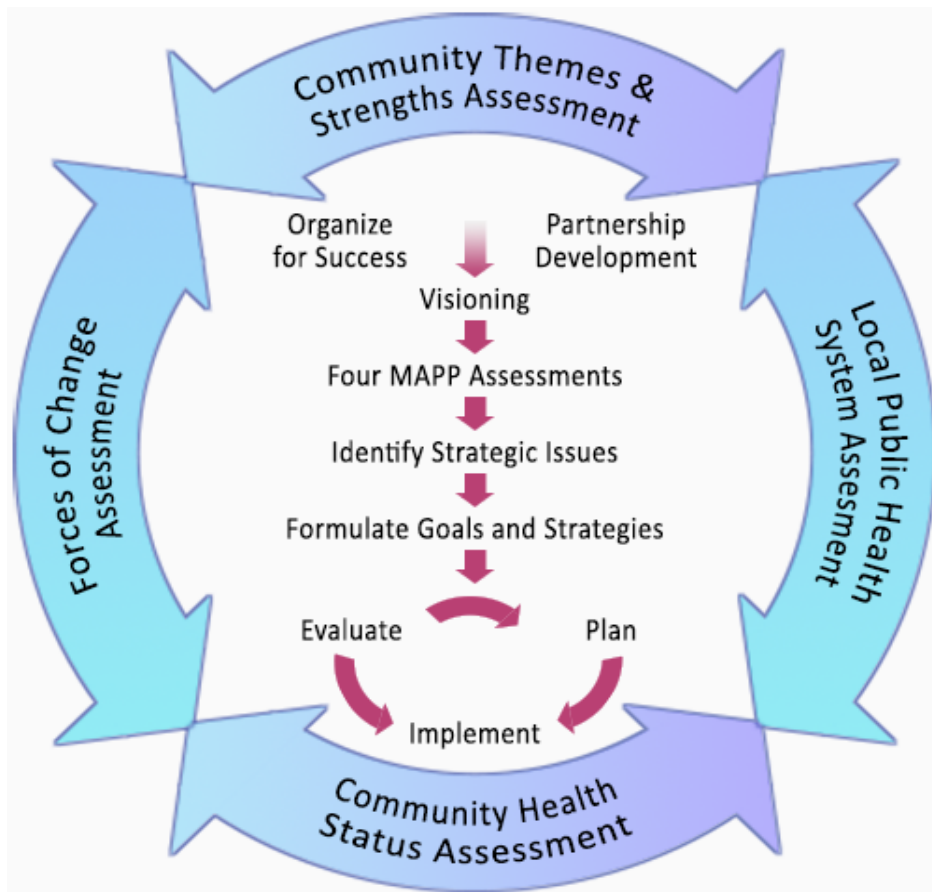 Community Themes &
Strengths Assessment
Organize
for Success
Partnership
Development
Visioning
Four MAPP Assessments
Identify Strategic Issues
Formulate Goals and Strategies
Evaluate
Plan
Implement
Forces of Change
Assessment
Local Public Health
System Assesment
Community Health
Status Assessment